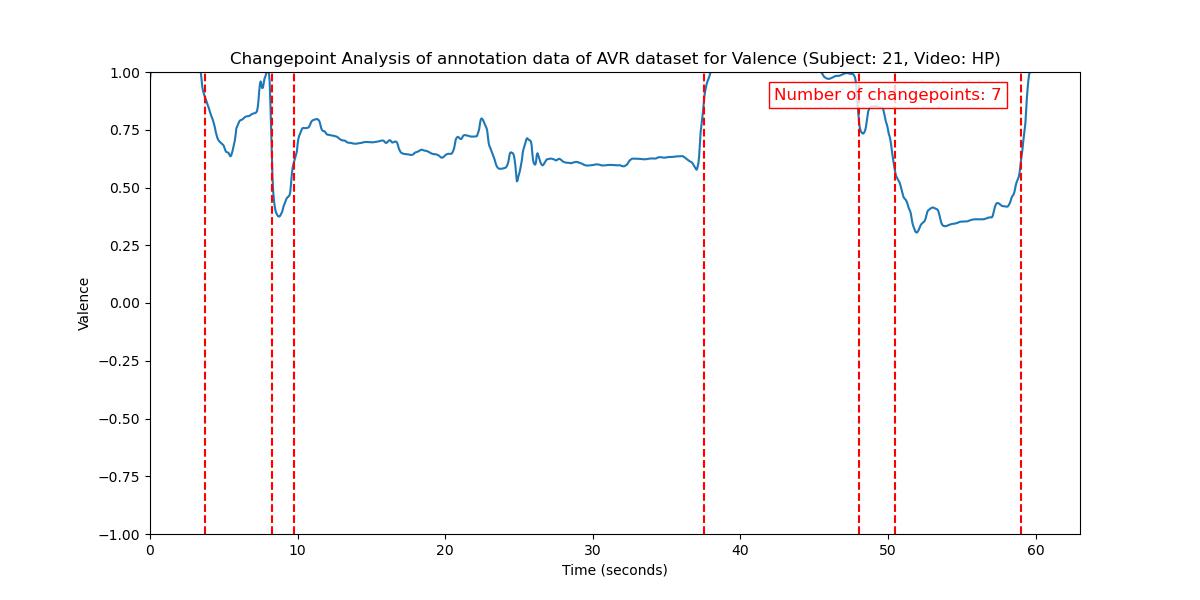 Changepoint Analysis of annotation data of AVR dataset for Valence (Subject: 21, Video: HP)
Number of changepoints: 7
1.00
0.75
0.50
0.25
0.00
−0.25
−0.50
−0.75
−1.00
Valence
0 10 20 30 40 50 60
Time (seconds)